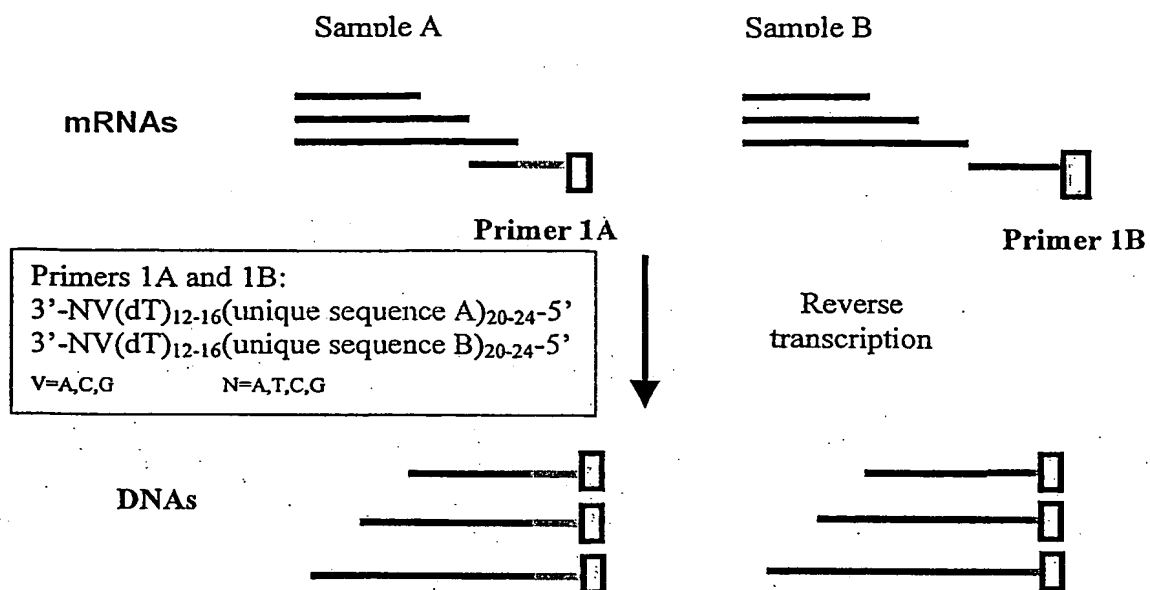 Sample A
Sample B
mRNAs
Primer 1A
Primer 1B
Primers 1A and 1B:
3’-NV(dT)12-16(unique sequence A)20-24-5’
3’-NV(dT)12-16(unique sequence B)20-24-5’
V=A,C,G N=A,T,C,G
Reverse
transcription
DNAs